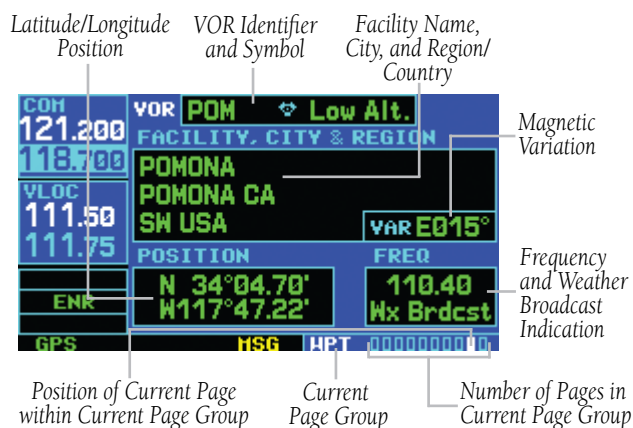 Latitude/Longitude
Position
VOR Identifier
and Symbol
Facility Name,
City, and Region/
Country
COM
121.200
118.700
VLOC
111.50
111.75
ENR
GPS
VOR POM Low Alt.
FACILITY, CITY & REGION
POMONA
POMONA CA
SW USA
VAR E015°
POSITION
N 34°04.70'
W117°47.22'
FREQ
110.40
Wx Brdcst
MSG
WPT
Magnetic
Variation
Frequency
and Weather
Broadcast
Indication
Position of Current Page
within Current Page Group
Current
Page Group
Number of Pages in
Current Page Group